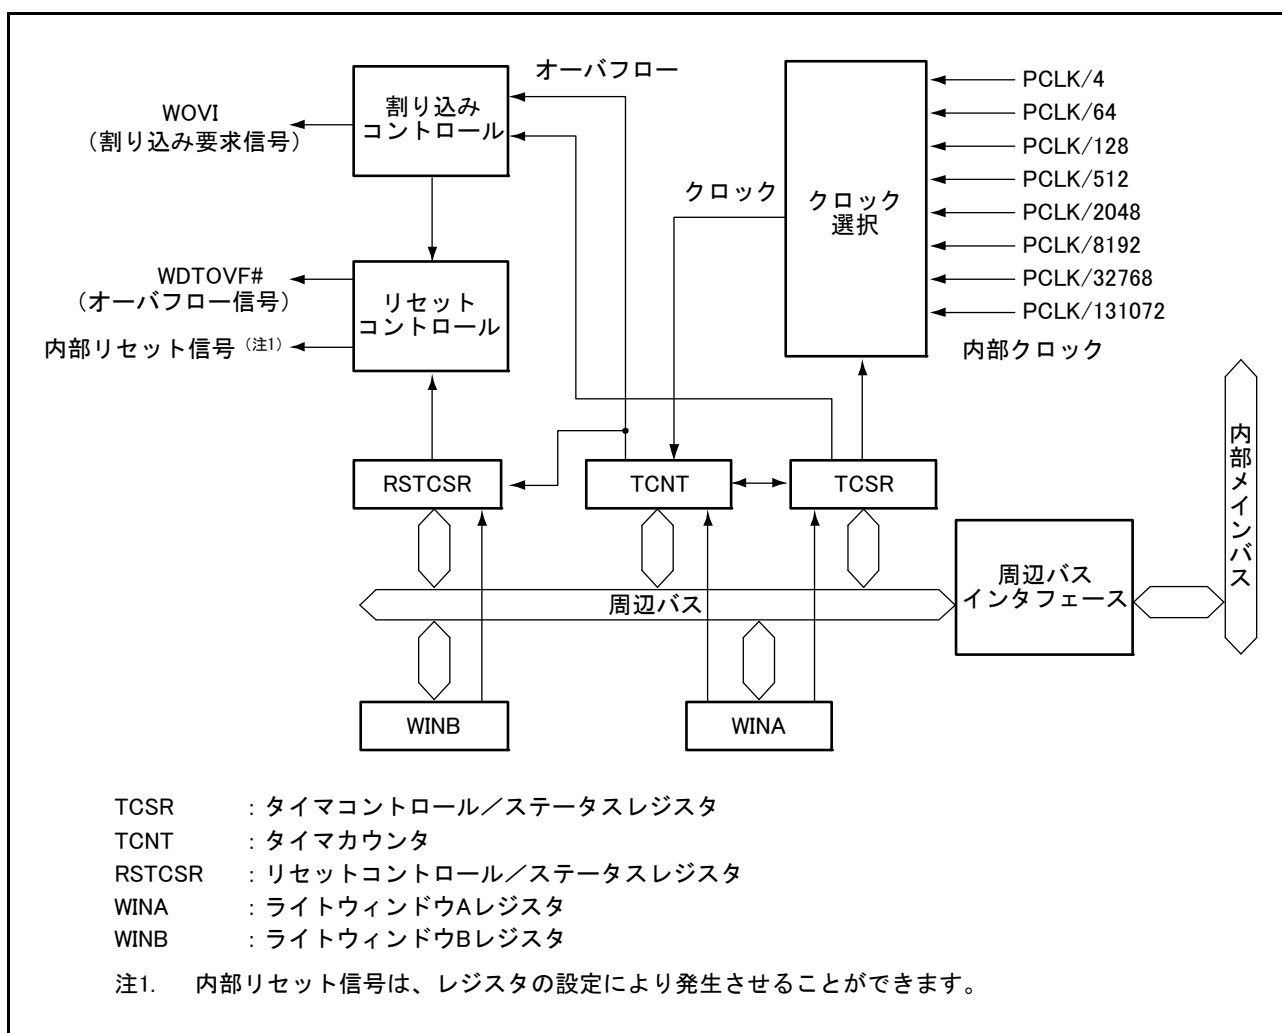 オーバフロー
割り込み
コントロール
WOVI
(割り込み要求信号)
クロック
クロック
選択
PCLK/4
PCLK/64
PCLK/128
PCLK/512
PCLK/2048
PCLK/8192
PCLK/32768
PCLK/131072
内部クロック
WDTOVF#
(オーバフロー信号)
内部リセット信号(注1)
リセット
コントロール
RSTCSR
TCNT
TCSR
内部メインバス
周辺バス
周辺バス
インタフェース
WINB
WINA
TCSR : タイマコントロール／ステータスレジスタ
TCNT : タイマカウンタ
RSTCSR : リセットコントロール／ステータスレジスタ
WINA : ライトウィンドウAレジスタ
WINB : ライトウィンドウBレジスタ
注1. 内部リセット信号は、レジスタの設定により発生させることができます。